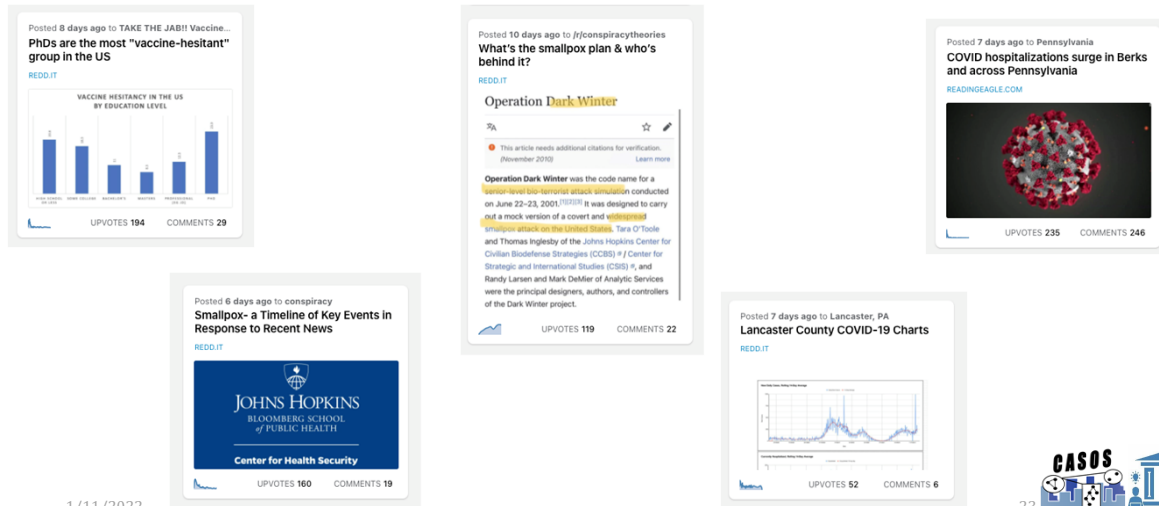 Posted 8 days ago to TAKE THE JAB!! Vaccine...
PhDs are the most "vaccine-hesitant"
group in the US
REDD.IT
VACCINE HESITANCY IN THE US
BY EDUCATION LEVEL
HIGH SCHOOL
SOME COLLEGE
BACHELOR'S
MASTERS
PROFESSIONAL
PHD
UPVOTES 194 COMMENTS 29
Posted 10 days ago to /r/conspiracytheories
What's the smallpox plan & who's
behind it?
REDD.IT
Operation Dark Winter
This article needs additional citations for verification.
(November 2010) Learn more
Operation Dark Winter was the code name for a
senior-level bio-terrorist attack simulation conducted
on June 22–23, 2001.[1][2][3] It was designed to carry
out a mock version of a covert and widespread
smallpox attack on the United States. Tara O'Toole
and Thomas Inglesby of the Johns Hopkins Center for
Civilian Biodefense Strategies (CCBS) / Center for
Strategic and International Studies (CSIS), and
Randy Larsen and Mark DeMier of Analytic Services
were the principal designers, authors, and controllers
of the Dark Winter project.
UPVOTES 119 COMMENTS 22
Posted 7 days ago to Pennsylvania
COVID hospitalizations surge in Berks
and across Pennsylvania
READINGEAGLE.COM
UPVOTES 235 COMMENTS 246
Posted 6 days ago to conspiracy
Smallpox- a Timeline of Key Events in
Response to Recent News
REDD.IT
JOHNS HOPKINS
BLOOMBERG SCHOOL
of PUBLIC HEALTH
Center for Health Security
UPVOTES 160 COMMENTS 19
Posted 7 days ago to Lancaster, PA
Lancaster County COVID-19 Charts
REDD.IT
UPVOTES 52 COMMENTS 6
CASOS